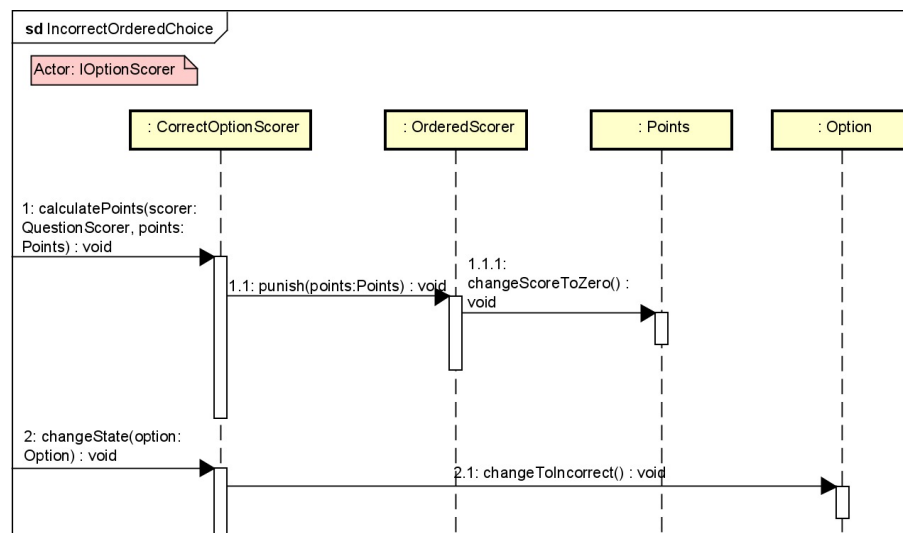 sd IncorrectOrderedChoice
Actor: IOptionScorer
: CorrectOptionScorer
: OrderedScorer
: Points
: Option
1: calculatePoints(scorer:
QuestionScorer, points:
Points) : void
1.1: punish(points:Points) : void
1.1.1:
changeScoreToZero() :
void
2: changeState(option:
Option) : void
2.1: changeToIncorrect() : void